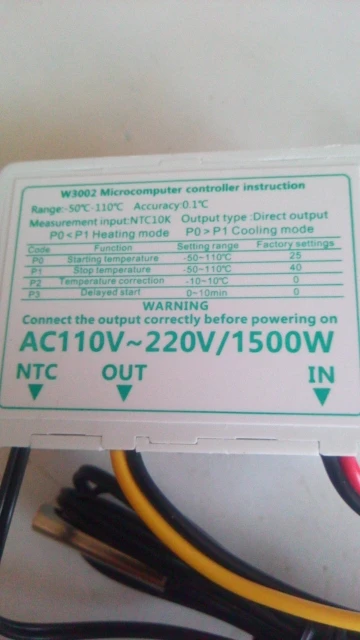 W3002 Microcomputer controller instruction
Range:-50℃-110℃ Accuracy:0.1℃
Measurement input:NTC10K Output type :Direct output
P0 < P1 Heating mode P0 > P1 Cooling mode
Code Function Setting range Factory settings
P0 Starting temperature -50~110℃ 25
P1 Stop temperature -50~110℃ 40
P2 Temperature correction -10~10℃ 0
P3 Delayed start 0~10min 0
WARNING
Connect the output correctly before powering on
AC110V~220V/1500W
NTC OUT IN